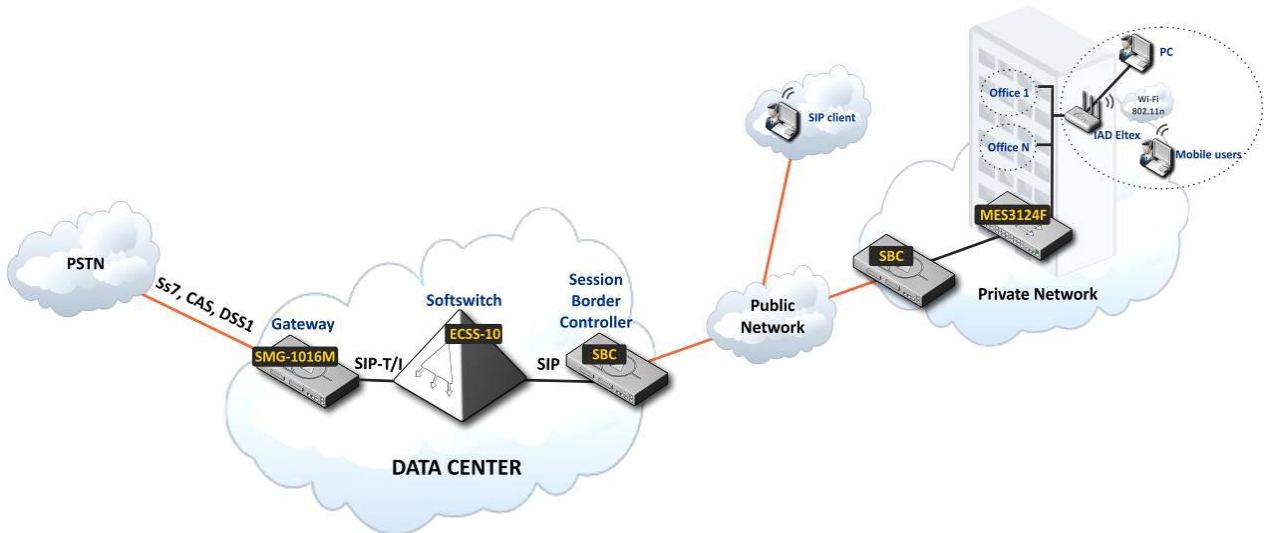 PC
Office 1
Wi-Fi
802.11n
SIP client
IAD Eltex
Office N
Mobile users
MES3124F
SBC
PSTN
Session
Border
Controller
Private Network
Ss7, CAS, DSS1
Softswitch
Public
Network
Gateway
ECSS-10
SMG-1016M
SIP-T/I
SIP
SBC
DATA CENTER